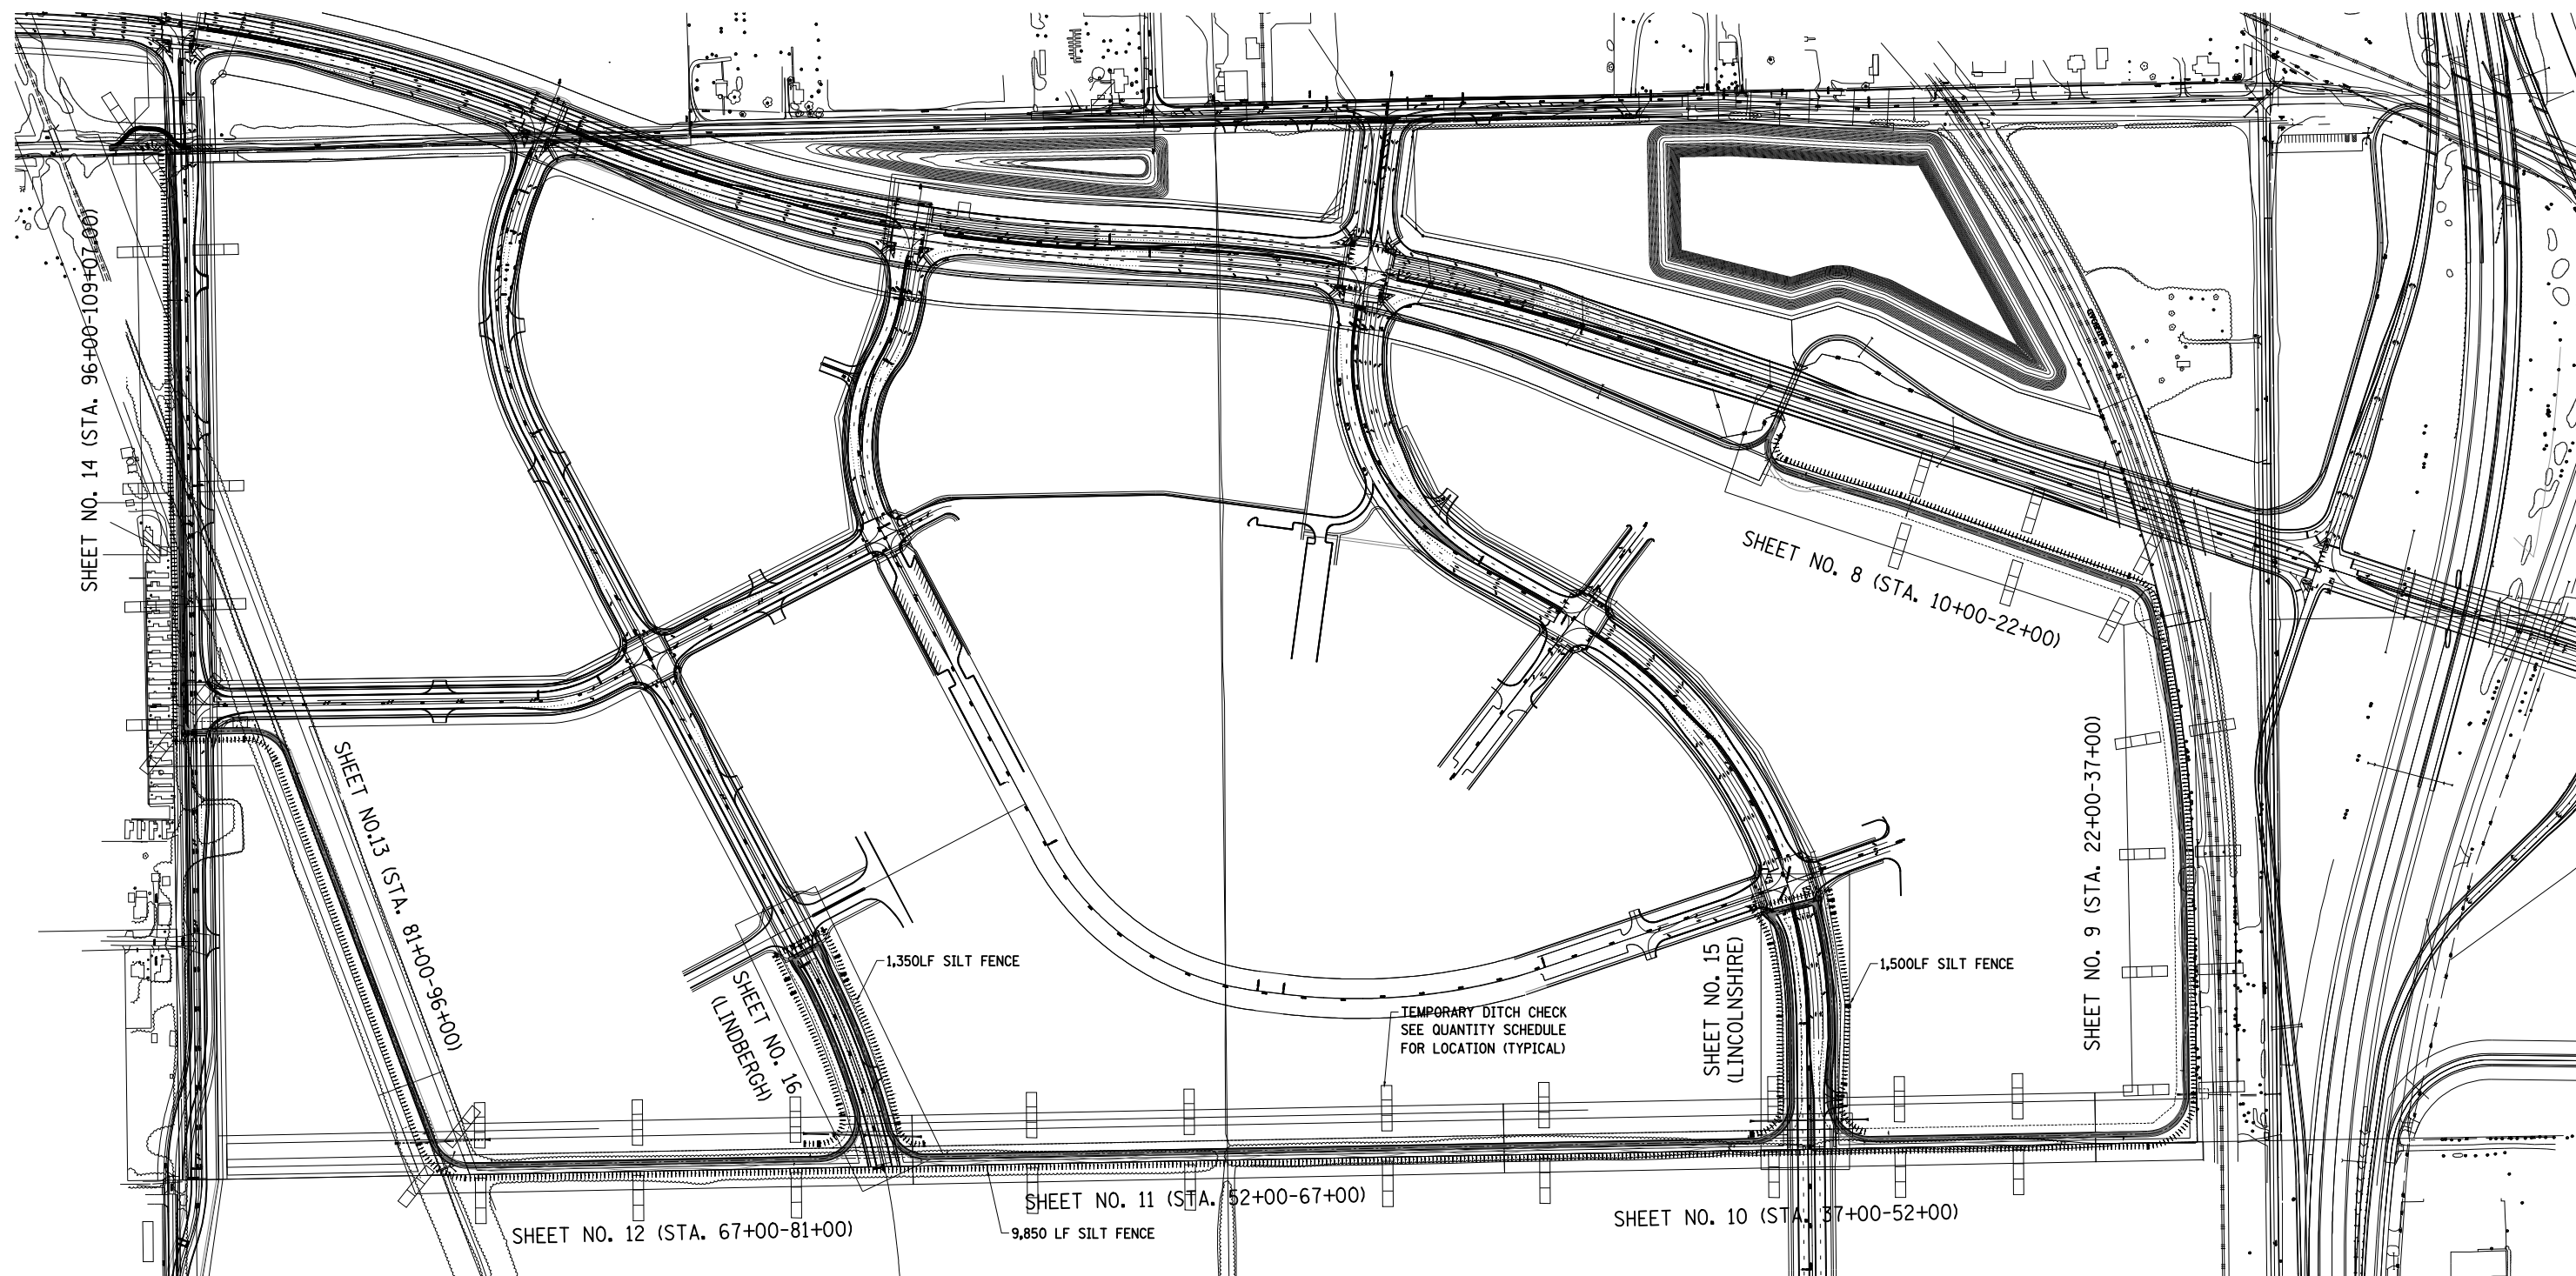 SHEET NO. 14 (STA. 96+00-109+07.00)
SHEET NO. 8 (STA. 10+00-22+00)
SHEET NO. 9 (STA. 22+00-37+00)
SHEET NO.13 (STA. 81+00-96+00)
SHEET NO. 16
(LINDBERGH)
1,350LF SILT FENCE
TEMPORARY DITCH CHECK
SEE QUANTITY SCHEDULE
FOR LOCATION (TYPICAL)
SHEET NO. 15
(LINCOLNSHIRE)
1,500LF SILT FENCE
SHEET NO. 12 (STA. 67+00-81+00)
SHEET NO. 11 (STA. 52+00-67+00)
9,850 LF SILT FENCE
SHEET NO. 10 (STA. 37+00-52+00)